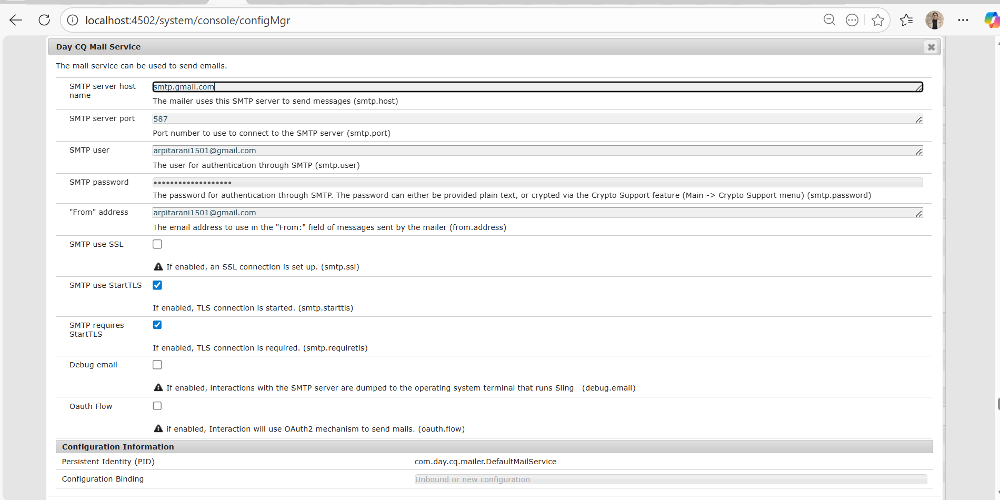 localhost:4502/system/console/configMgr
Day CQ Mail Service
The mail service can be used to send emails.
SMTP server host name
smtp.gmail.com
The mailer uses this SMTP server to send messages (smtp.host)
SMTP server port
587
Port number to use to connect to the SMTP server (smtp.port)
SMTP user
arpitarani1501@gmail.com
The user for authentication through SMTP (smtp.user)
SMTP password
•••••••••••••••••••
The password for authentication through SMTP. The password can either be provided plain text, or crypted via the Crypto Support feature (Main -> Crypto Support menu) (smtp.password)
"From" address
arpitarani1501@gmail.com
The email address to use in the "From:" field of messages sent by the mailer (from.address)
SMTP use SSL
If enabled, an SSL connection is set up. (smtp.ssl)
SMTP use StartTLS
If enabled, TLS connection is started. (smtp.starttls)
SMTP requires StartTLS
If enabled, TLS connection is required. (smtp.requiretls)
Debug email
If enabled, interactions with the SMTP server are dumped to the operating system terminal that runs Sling (debug.email)
Oauth Flow
if enabled, Interaction will use OAuth2 mechanism to send mails. (oauth.flow)
Configuration Information
Persistent Identity (PID)
com.day.cq.mailer.DefaultMailService
Configuration Binding
Unbound or new configuration